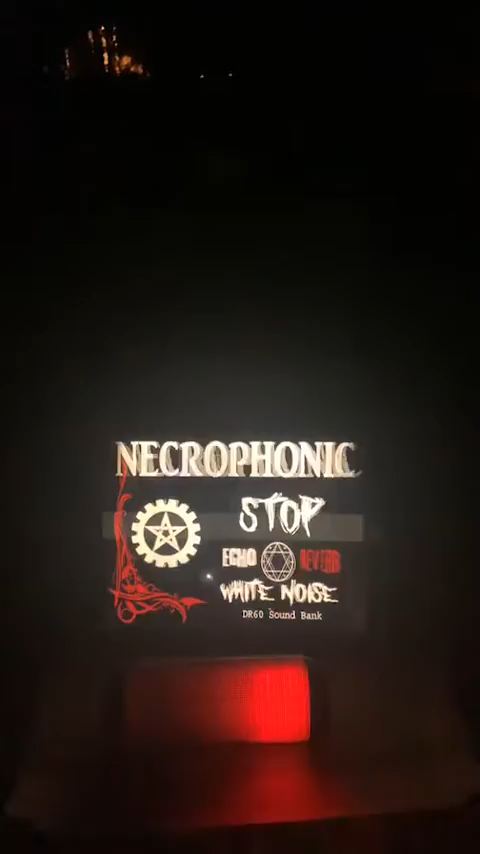 NECROPHONIC
STOP
ECHO REVERB
WHITE NOISE
DR60 Sound Bank